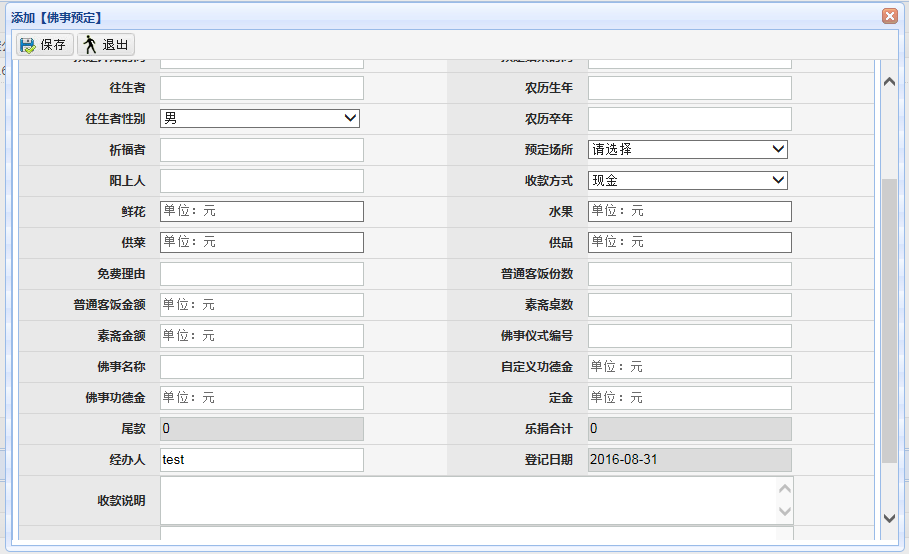 添加【佛事预定】
保存 退出
往生者 农历生年
往生者性别 男 农历卒年
祈福者 预定场所 请选择
阳上人 收款方式 现金
鲜花 单位：元 水果 单位：元
供菜 单位：元 供品 单位：元
免费理由 普通客饭份数
普通客饭金额 单位：元 素斋桌数
素斋金额 单位：元 佛事仪式编号
佛事名称 自定义功德金 单位：元
佛事功德金 单位：元 定金 单位：元
尾款 0 乐捐合计 0
经办人 test 登记日期 2016-08-31
收款说明